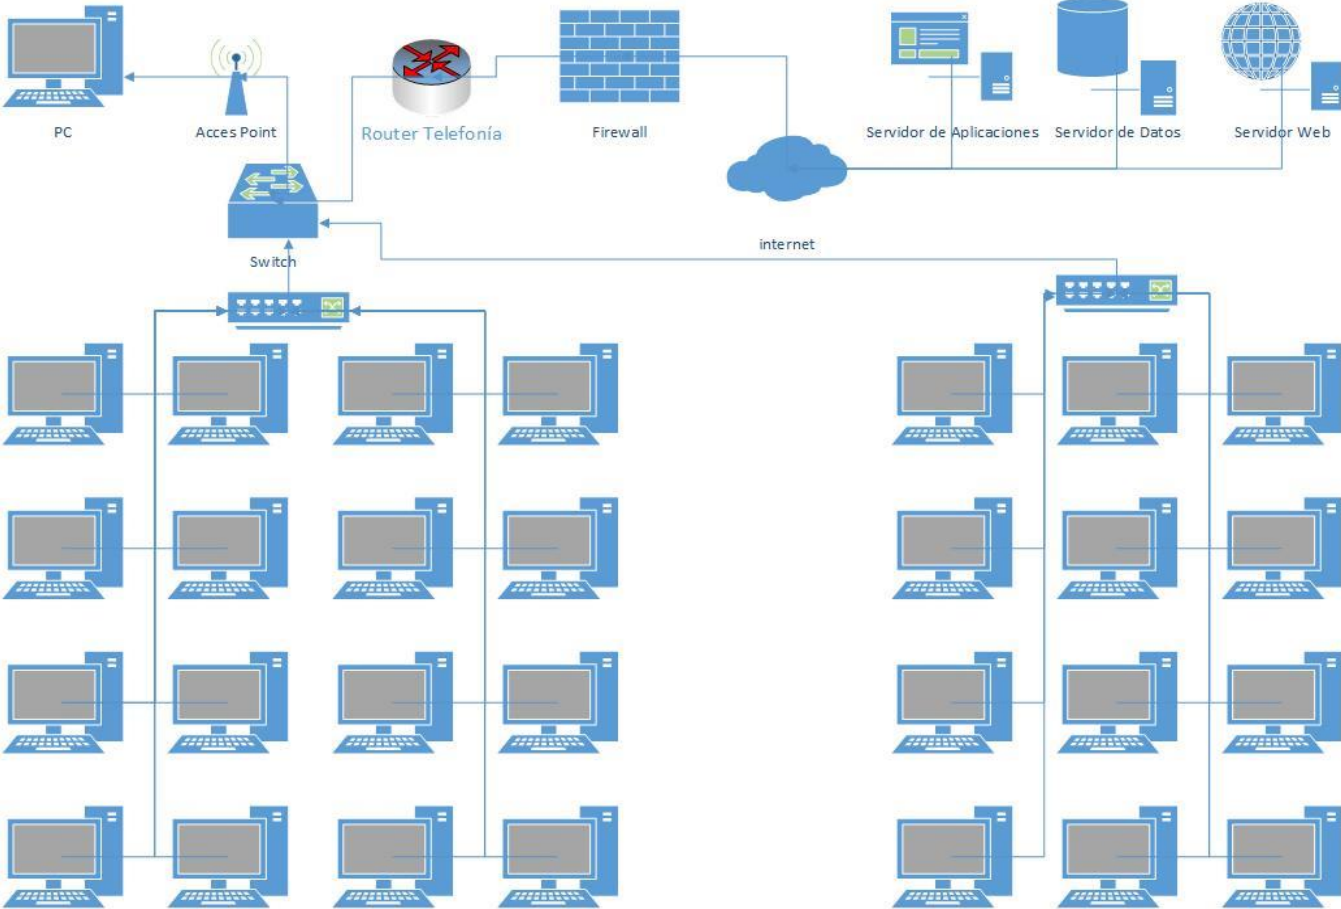 PC
Acces Point
Router Telefonía
Firewall
Servidor de Aplicaciones
Servidor de Datos
Servidor Web
internet
Switch